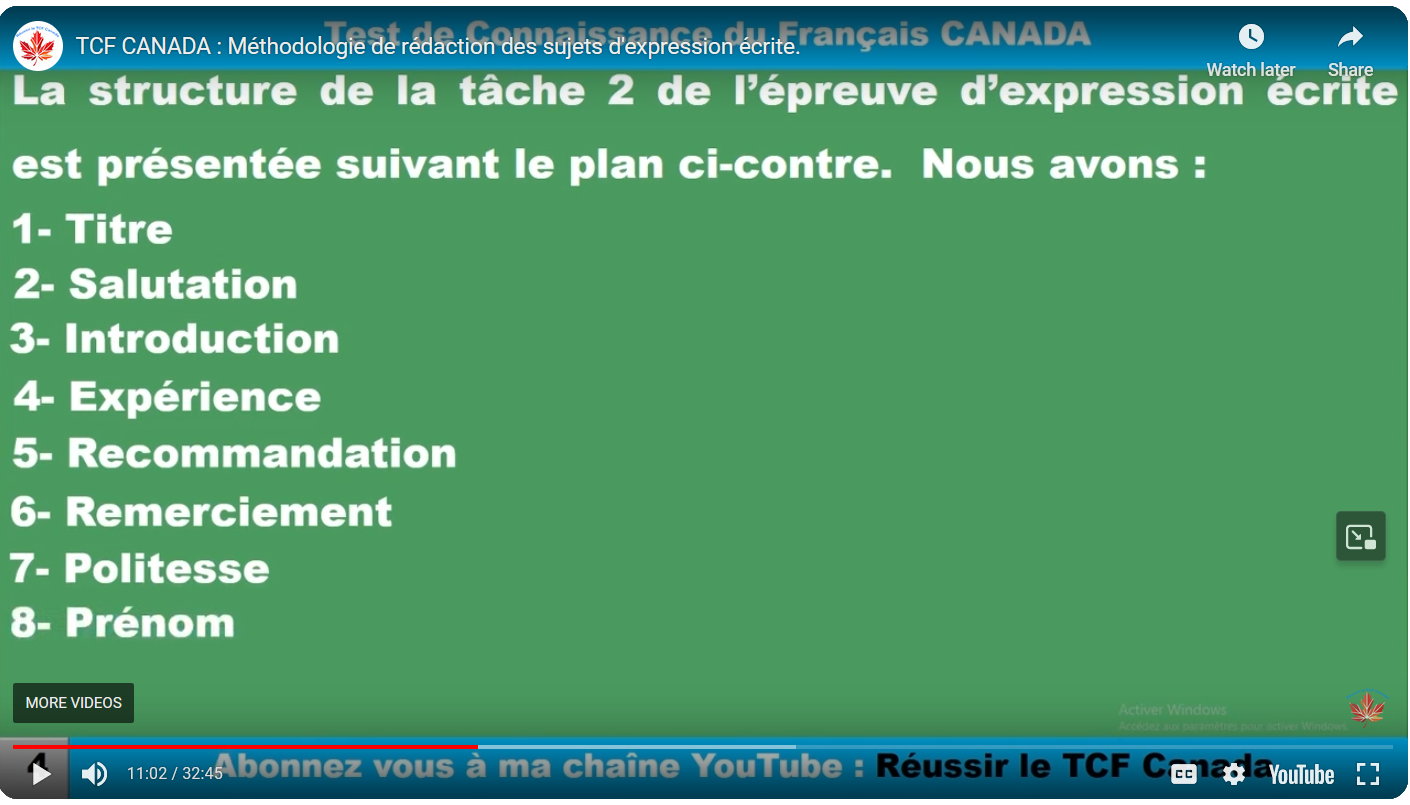 Test de Connaissance du Français CANADA
TCF CANADA : Méthodologie de rédaction des sujets d'expression écrite.
Watch later
Share
La structure de la tâche 2 de l’épreuve d’expression écrite
est présentée suivant le plan ci-contre. Nous avons :
1- Titre
2- Salutation
3- Introduction
4- Expérience
5- Recommandation
6- Remerciement
7- Politesse
8- Prénom
MORE VIDEOS
Activer Windows
Accédez aux paramètres pour activer Windows.
4
11:02 / 32:45
Abonnez vous à ma chaîne YouTube : Réussir le TCF Canada
CC
YouTube